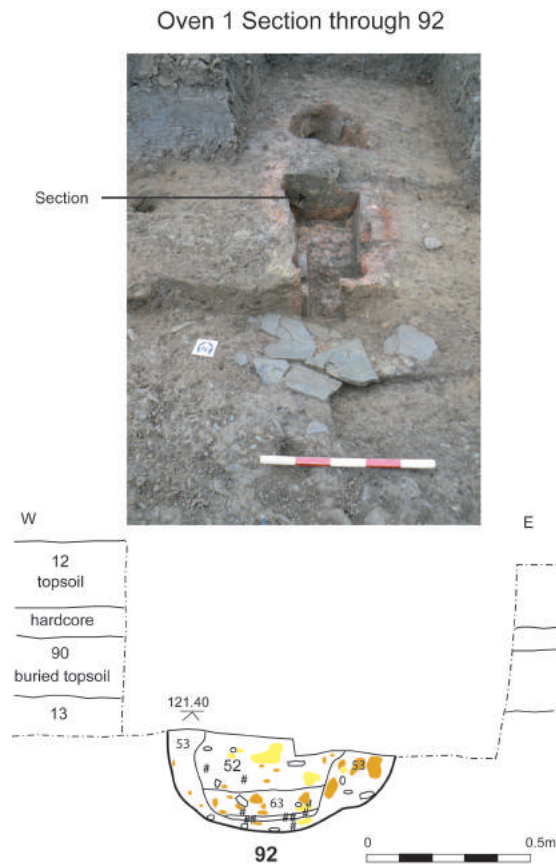 Oven 1 Section through 92
Section
W
E
12
topsoil
hardcore
90
buried topsoil
13
121.40
53
52
53
63
92
0
0.5m